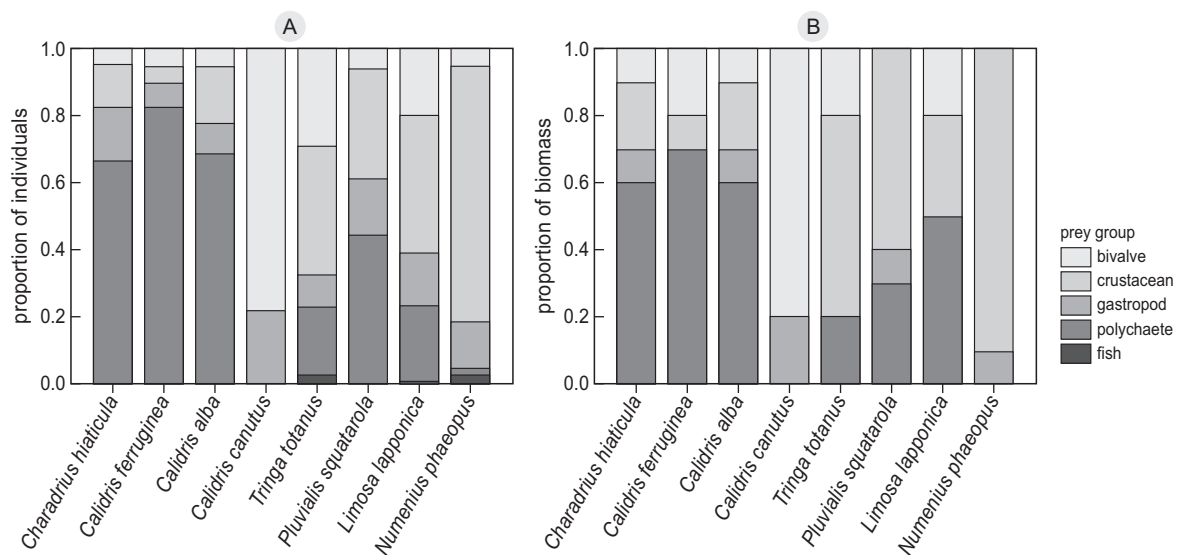 A
B
proportion of individuals
1.0
0.8
0.6
0.4
0.2
0.0
Charadrius hiaticula
Calidris ferruginea
Calidris alba
Calidris canutus
Tringa totanus
Pluvialis squatarola
Limosa lapponica
Numenius phaeopus
proportion of biomass
1.0
0.8
0.6
0.4
0.2
0.0
Charadrius hiaticula
Calidris ferruginea
Calidris alba
Calidris canutus
Tringa totanus
Pluvialis squatarola
Limosa lapponica
Numenius phaeopus
prey group
bivalve
crustacean
gastropod
polychaete
fish